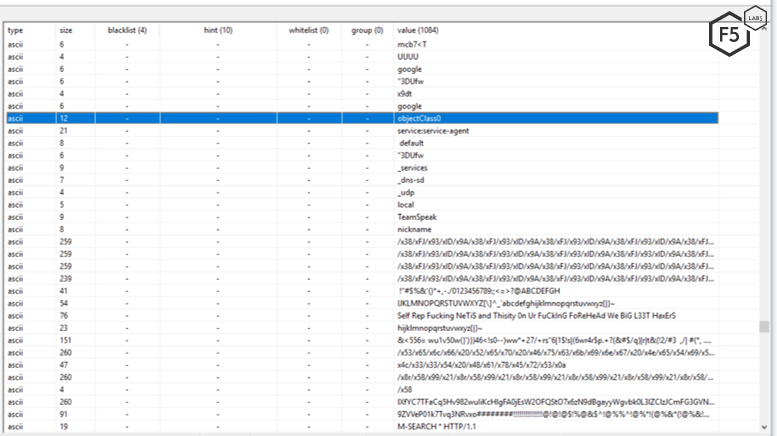 LABS
F5
type size blacklist (4) hint (10) whitelist (0) group (0) value (1084)
ascii 6 - - - - mcb7<T
ascii 4 - - - - UUUU
ascii 6 - - - - google
ascii 6 - - - - "3DUfw
ascii 4 - - - - x9dt
ascii 6 - - - - google
ascii 12 - - - - objectClass0
ascii 21 - - - - service:service-agent
ascii 8 - - - - default
ascii 6 - - - - "3DUfw
ascii 9 - - - - _services
ascii 7 - - - - _dns-sd
ascii 4 - - - - _udp
ascii 5 - - - - local
ascii 9 - - - - TeamSpeak
ascii 8 - - - - nickname
ascii 259 - - - - /x38/xFJ/x93/xID/x9A/x38/xFJ/x93/xID/x9A/x38/xFJ/x93/xID/x9A/x38/xFJ/x93/xID/x9A/x38/xFJ...
ascii 259 - - - - /x38/xFJ/x93/xID/x9A/x38/xFJ/x93/xID/x9A/x38/xFJ/x93/xID/x9A/x38/xFJ/x93/xID/x9A/x38/xFJ...
ascii 259 - - - - /x38/xFJ/x93/xID/x9A/x38/xFJ/x93/xID/x9A/x38/xFJ/x93/xID/x9A/x38/xFJ/x93/xID/x9A/x38/xFJ...
ascii 239 - - - - /x38/xFJ/x93/xID/x9A/x38/xFJ/x93/xID/x9A/x38/xFJ/x93/xID/x9A/x38/xFJ/x93/xID/x9A/x38/xFJ...
ascii 41 - - - - !"#$%&'()*+,-./0123456789:;<=>?@ABCDEFGH
ascii 54 - - - - IJKLMNOPQRSTUVWXYZ[\]^_`abcdefghijklmnopqrstuvwxyz{|}~
ascii 76 - - - - Self Rep Fucking NeTiS and Thisity 0n Ur FuCkInG FoReHeAd We BiG L33T HaxErS
ascii 23 - - - - hijklmnopqrstuvwxyz{|}~
ascii 151 - - - -
ascii 260 - - - - /x53/x65/x6c/x66/x20/x52/x65/x70/x20/x46/x75/x63/x6b/x69/x6e/x67/x20/x4e/x65/x54/x69/x5...
ascii 47 - - - - x4c/x33/x33/x54/x20/x48/x61/x78/x45/x72/x53/x0a
ascii 260 - - - - /x8r/x58/x99/x21/x8r/x58/x99/x21/x8r/x58/x99/x21/x8r/x58/x99/x21/x8r/x58/x99/x21/x8r/x58/...
ascii 4 - - - - /x58
ascii 260 - - - -
ascii 91 - - - -
ascii 19 - - - - M-SEARCH * HTTP/1.1